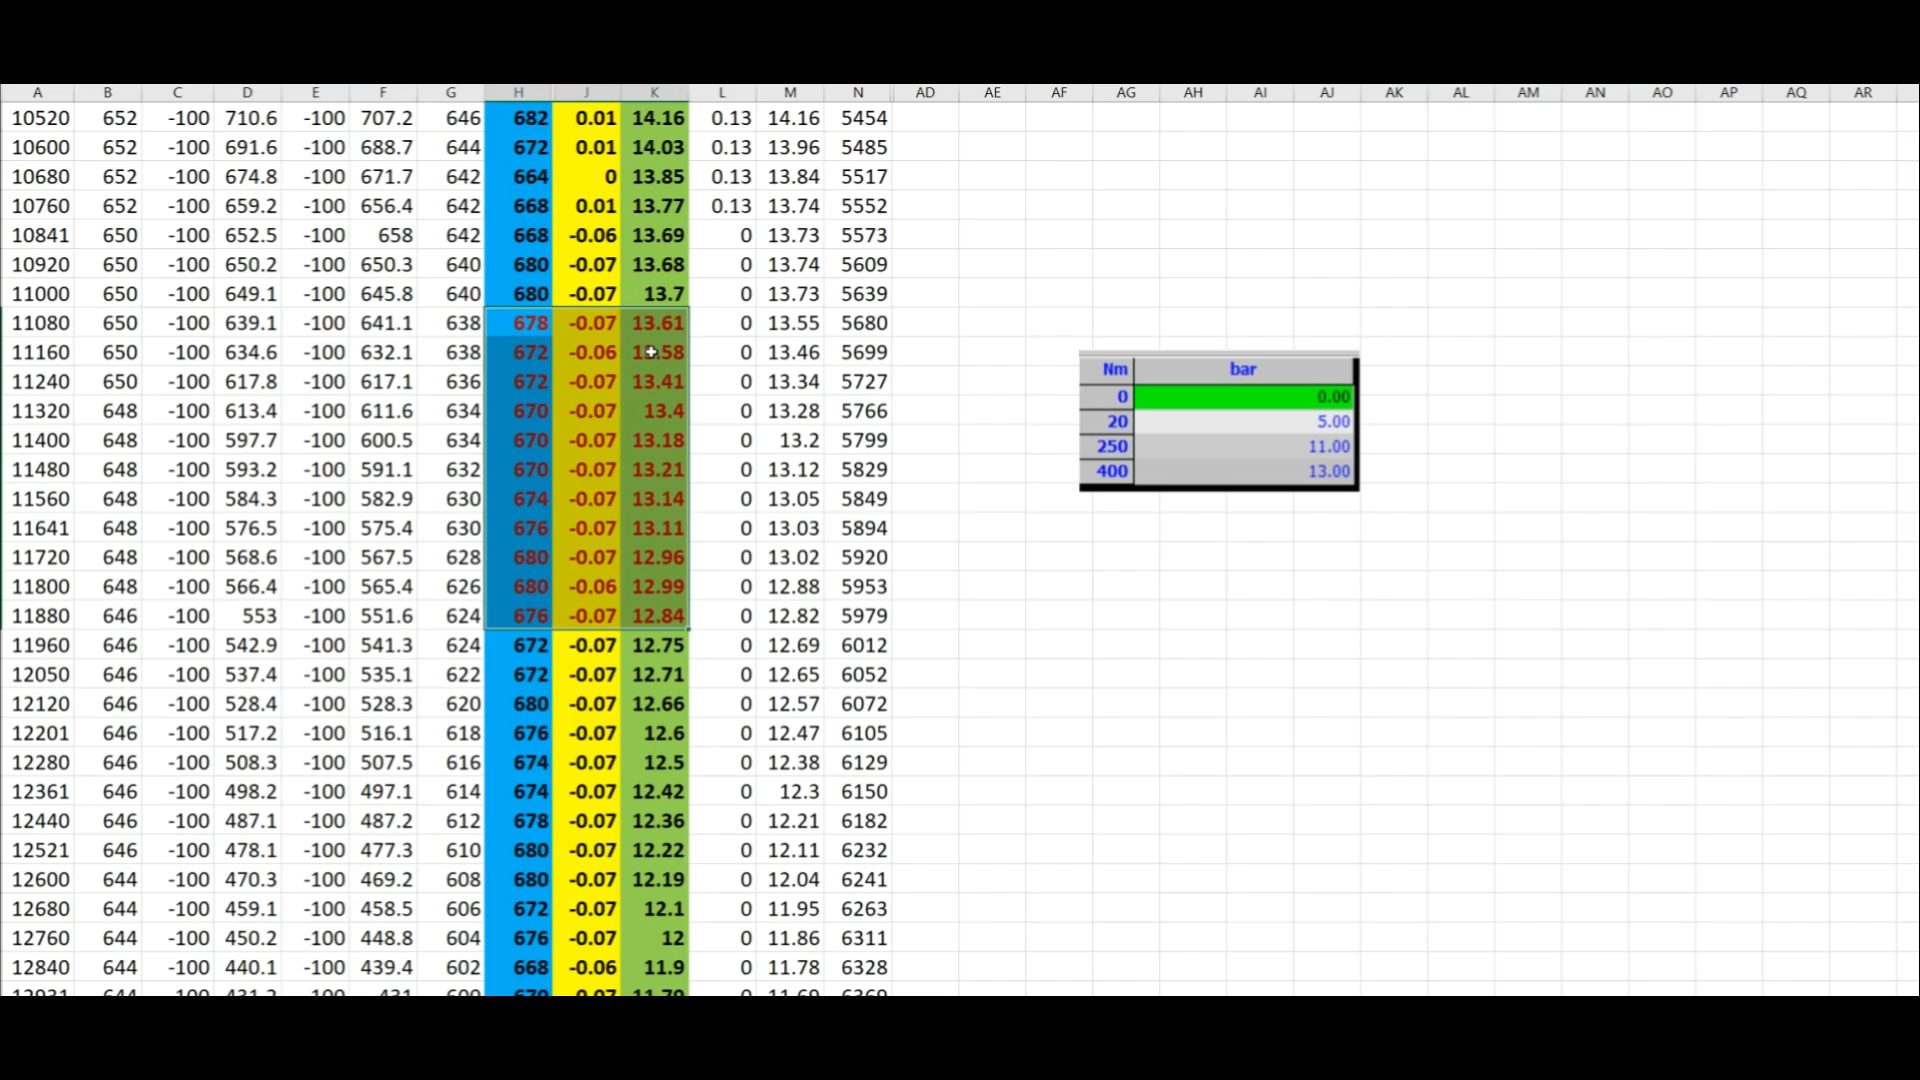 A B C D E F G H J K L M N AD AE AF AG AH AI AJ AK AL AM AN AO AP AQ AR
10520 652 -100 710.6 -100 707.2 646 682 0.01 14.16 0.13 14.16 5454
10600 652 -100 691.6 -100 688.7 644 672 0.01 14.03 0.13 13.96 5485
10680 652 -100 674.8 -100 671.7 642 664 0 13.85 0.13 13.84 5517
10760 652 -100 659.2 -100 656.4 642 668 0.01 13.77 0.13 13.74 5552
10841 650 -100 652.5 -100 658 642 668 -0.06 13.69 0 13.73 5573
10920 650 -100 650.2 -100 650.3 640 680 -0.07 13.68 0 13.74 5609
11000 650 -100 649.1 -100 645.8 640 680 -0.07 13.7 0 13.73 5639
11080 650 -100 639.1 -100 641.1 638 678 -0.07 13.61 0 13.55 5680
11160 650 -100 634.6 -100 632.1 638 672 -0.06 13.58 0 13.46 5699
11240 650 -100 617.8 -100 617.1 636 672 -0.07 13.41 0 13.34 5727
11320 648 -100 613.4 -100 611.6 634 670 -0.07 13.4 0 13.28 5766
11400 648 -100 597.7 -100 600.5 634 670 -0.07 13.18 0 13.2 5799
11480 648 -100 593.2 -100 591.1 632 670 -0.07 13.21 0 13.12 5829
11560 648 -100 584.3 -100 582.9 630 674 -0.07 13.14 0 13.05 5849
11641 648 -100 576.5 -100 575.4 630 676 -0.07 13.11 0 13.03 5894
11720 648 -100 568.6 -100 567.5 628 680 -0.07 12.96 0 13.02 5920
11800 648 -100 566.4 -100 565.4 626 680 -0.06 12.99 0 12.88 5953
11880 646 -100 553 -100 551.6 624 676 -0.07 12.84 0 12.82 5979
11960 646 -100 542.9 -100 541.3 624 672 -0.07 12.75 0 12.69 6012
12050 646 -100 537.4 -100 535.1 622 672 -0.07 12.71 0 12.65 6052
12120 646 -100 528.4 -100 528.3 620 680 -0.07 12.66 0 12.57 6072
12201 646 -100 517.2 -100 516.1 618 676 -0.07 12.6 0 12.47 6105
12280 646 -100 508.3 -100 507.5 616 674 -0.07 12.5 0 12.38 6129
12361 646 -100 498.2 -100 497.1 614 674 -0.07 12.42 0 12.3 6150
12440 646 -100 487.1 -100 487.2 612 678 -0.07 12.36 0 12.21 6182
12521 646 -100 478.1 -100 477.3 610 680 -0.07 12.22 0 12.11 6232
12600 644 -100 470.3 -100 469.2 608 680 -0.07 12.19 0 12.04 6241
12680 644 -100 459.1 -100 458.5 606 672 -0.07 12.1 0 11.95 6263
12760 644 -100 450.2 -100 448.8 604 676 -0.07 12 0 11.86 6311
12840 644 -100 440.1 -100 439.4 602 668 -0.06 11.9 0 11.78 6328
Nm bar
0 0.00
20 5.00
250 11.00
400 13.00